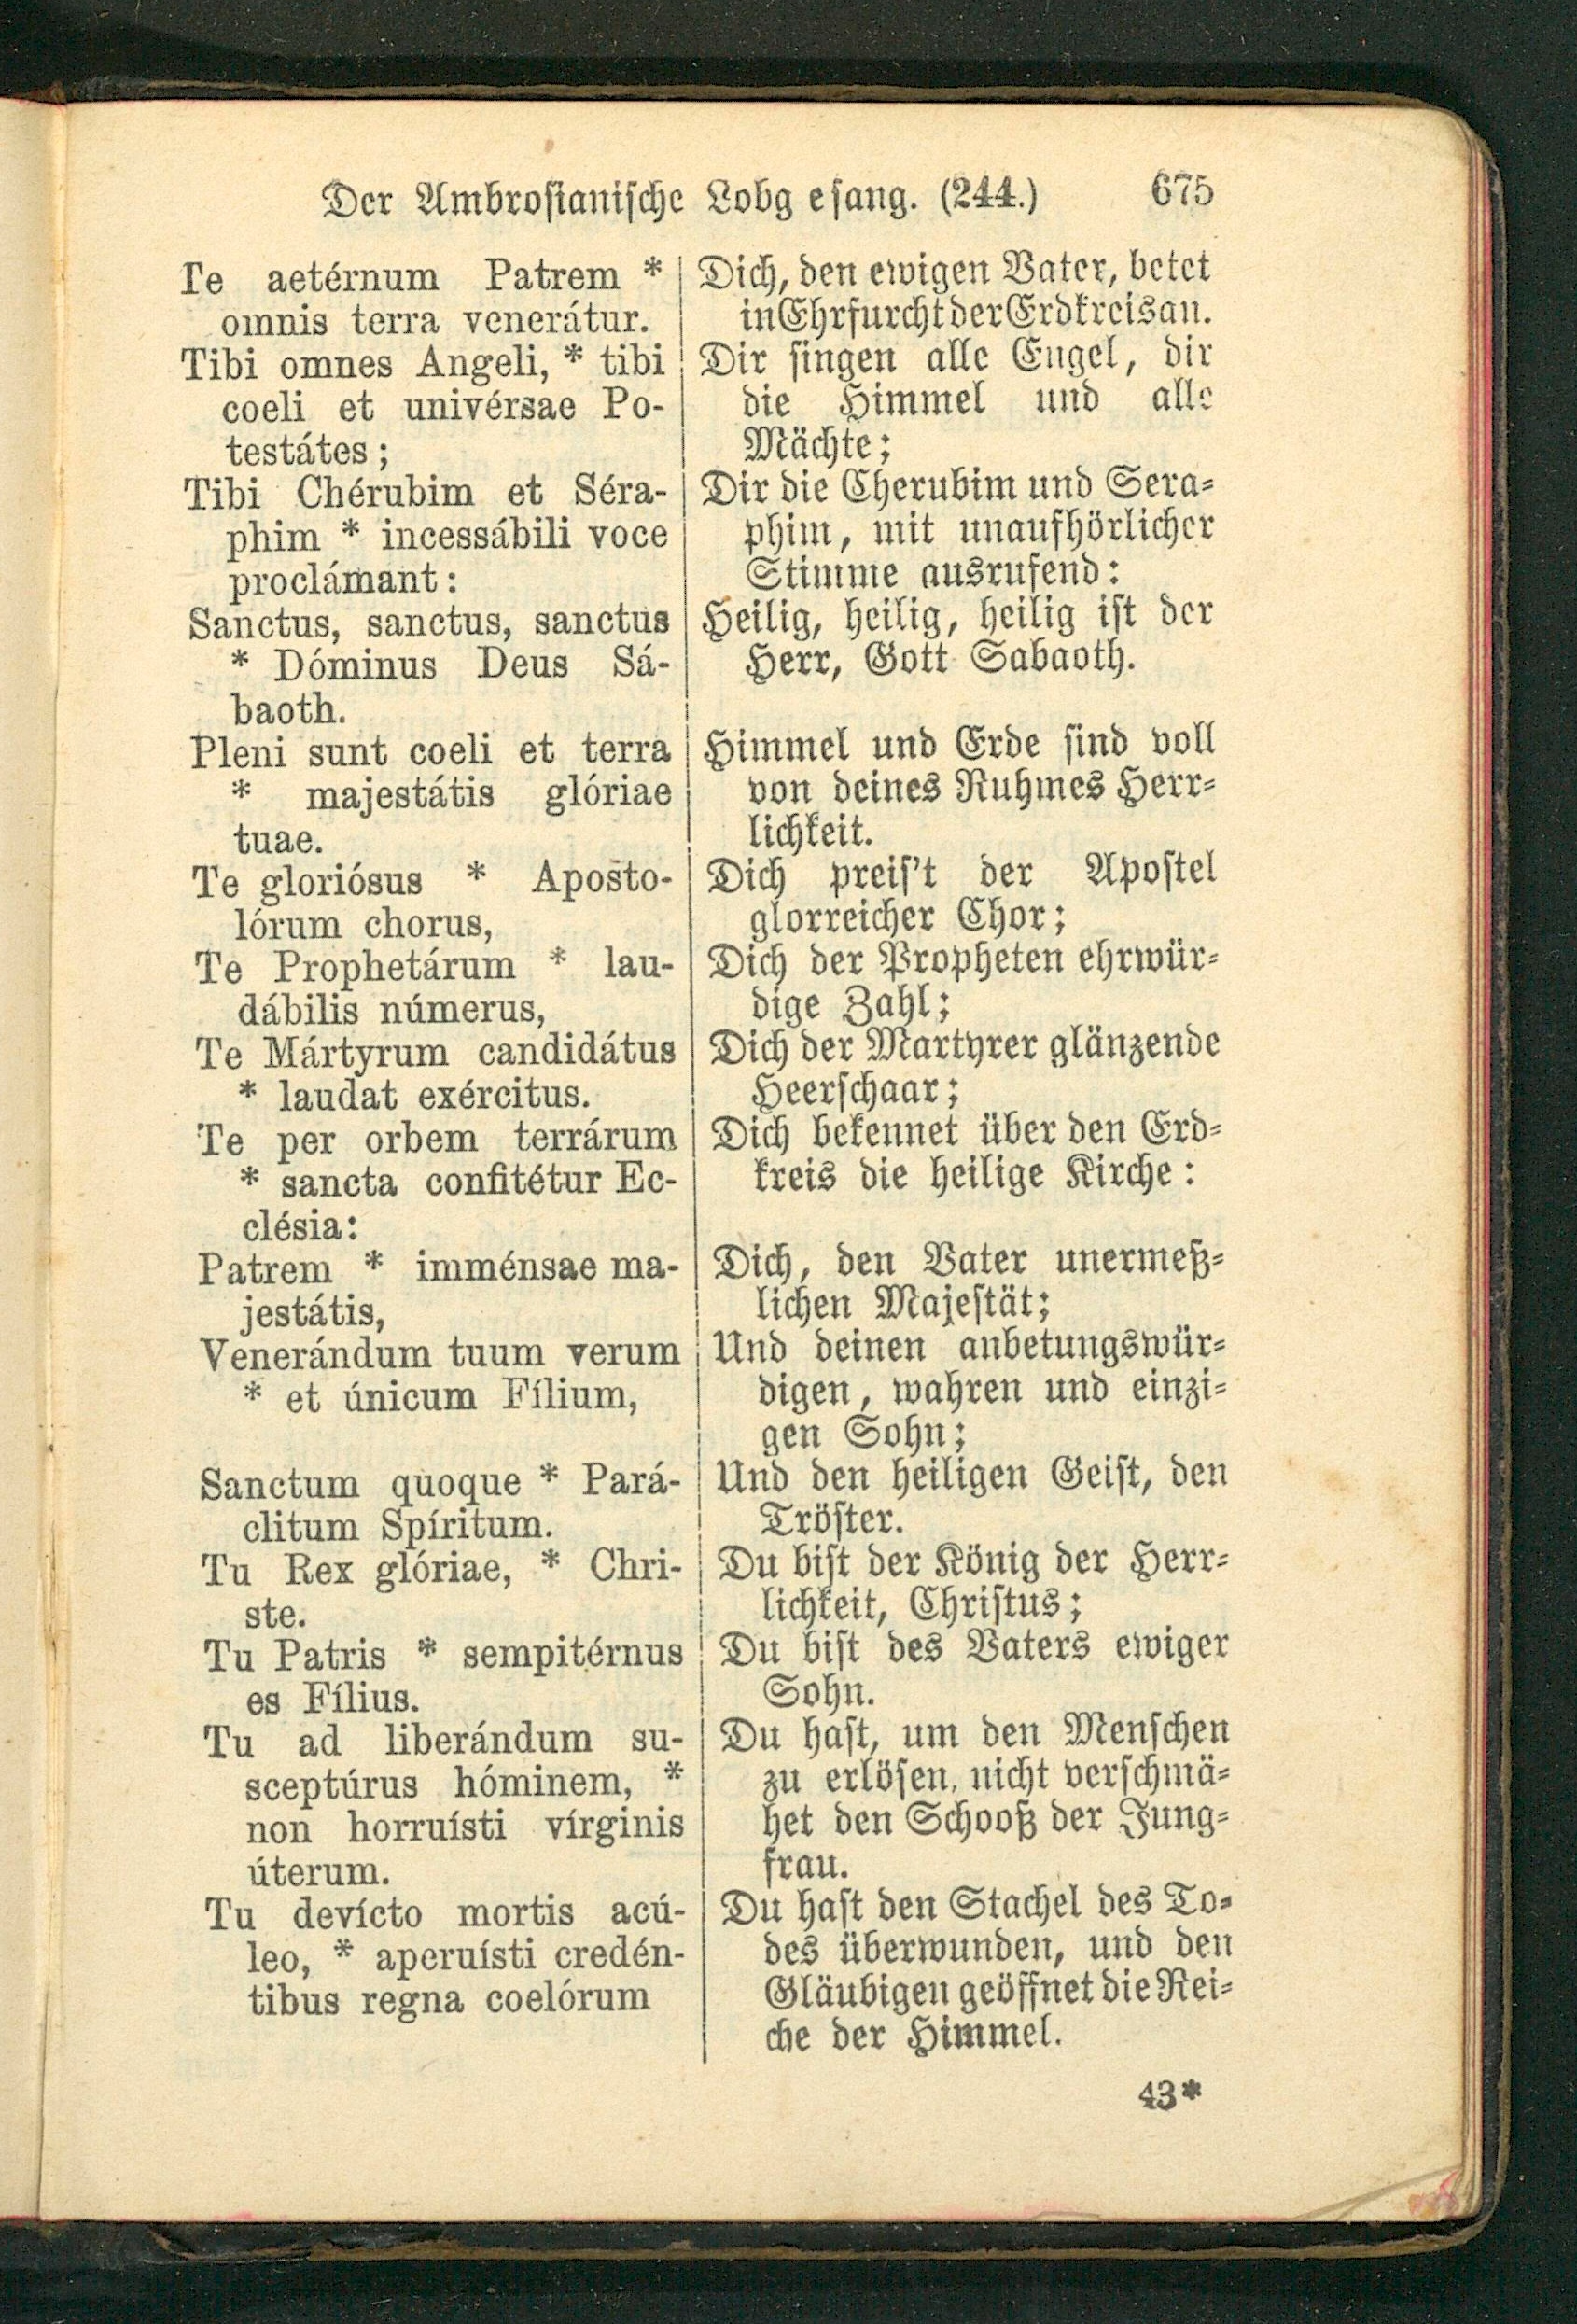 Der Ambrosianische Lobgesang. (244.) 675
Te aetérnum Patrem *
omnis terra venerátur.
Tibi omnes Angeli, * tibi
coeli et univérsae Po-
testátes;
Tibi Chérubim et Séra-
phim * incessábili voce
proclámant:
Sanctus, sanctus, sanctus
* Dóminus Deus Sá-
baoth.
Pleni sunt coeli et terra
* majestátis glóriae
tuae.
Te gloriósus * Aposto-
lórum chorus,
Te Prophetárum * lau-
dábilis númerus,
Te Mártyrum candidátus
* laudat exércitus.
Te per orbem terrárum
* sancta confitétur Ec-
clésia:
Patrem * imménsae ma-
jestátis,
Venerándum tuum verum
* et únicum Fílium,
Sanctum quoque * Pará-
clitum Spíritum.
Tu Rex glóriae, * Chri-
ste.
Tu Patris * sempitérnus
es Fílius.
Tu ad liberándum su-
sceptúrus hóminem, *
non horruísti vírginis
úterum.
Tu devícto mortis acú-
leo, * aperuísti credén-
tibus regna coelórum
Dich, den ewigen Vater, betet
in Ehrfurcht der Erdkreis an.
Dir singen alle Engel, dir
die Himmel und alle
Mächte;
Dir die Cherubim und Sera-
phim, mit unaufhörlicher
Stimme ausrufend:
Heilig, heilig, heilig ist der
Herr, Gott Sabaoth.
Himmel und Erde sind voll
von deines Ruhmes Herr-
lichkeit.
Dich preis't der Apostel
glorreicher Chor;
Dich der Propheten ehrwür-
dige Zahl;
Dich der Martyrer glänzende
Heerschaar;
Dich bekennet über den Erd-
kreis die heilige Kirche:
Dich, den Vater unermeß-
lichen Majestät;
Und deinen anbetungswür-
digen, wahren und einzi-
gen Sohn;
Und den heiligen Geist, den
Tröster.
Du bist der König der Herr-
lichkeit, Christus;
Du bist des Vaters ewiger
Sohn.
Du hast, um den Menschen
zu erlösen, nicht verschmä-
het den Schooß der Jung-
frau.
Du hast den Stachel des To-
des überwunden, und den
Gläubigen geöffnet die Rei-
che der Himmel.
43*